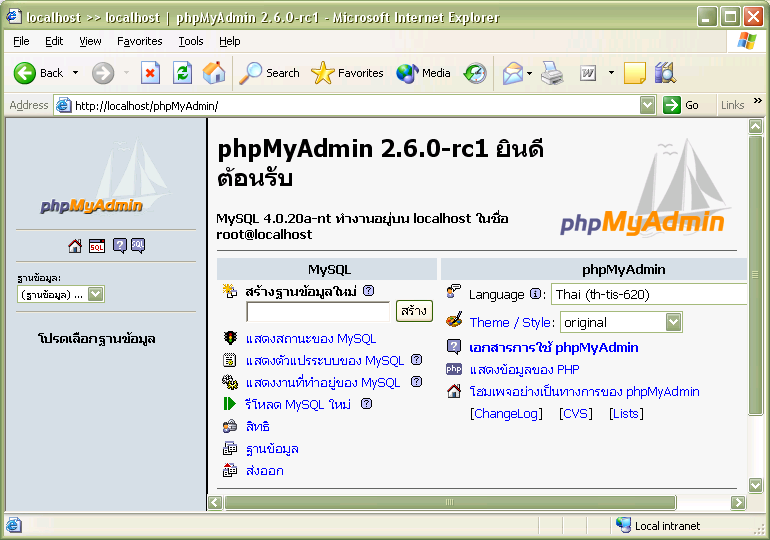 localhost >> localhost | phpMyAdmin 2.6.0-rc1 - Microsoft Internet Explorer
File Edit View Favorites Tools Help
Back Search Favorites Media
Address http://localhost/phpMyAdmin/ Go Links »
phpMyAdmin
SQL ? SQL
ฐานข้อมูล:
(ฐานข้อมูล) ...
โปรดเลือกฐานข้อมูล
phpMyAdmin 2.6.0-rc1 ยินดี
ต้อนรับ
MySQL 4.0.20a-nt ทำงานอยู่บน localhost ในชื่อ
root@localhost
phpMyAdmin
MySQL
สร้างฐานข้อมูลใหม่ ?
สร้าง
แสดงสถานะของ MySQL
แสดงตัวแปรระบบของ MySQL ?
แสดงงานที่ทำอยู่ของ MySQL ?
รีโหลด MySQL ใหม่ ?
สิทธิ
ฐานข้อมูล
ส่งออก
phpMyAdmin
Language i: Thai (th-tis-620)
Theme / Style: original
? เอกสารการใช้ phpMyAdmin
php แสดงข้อมูลของ PHP
โฮมเพจอย่างเป็นทางการของ phpMyAdmin
[ChangeLog] [CVS] [Lists]
Local intranet